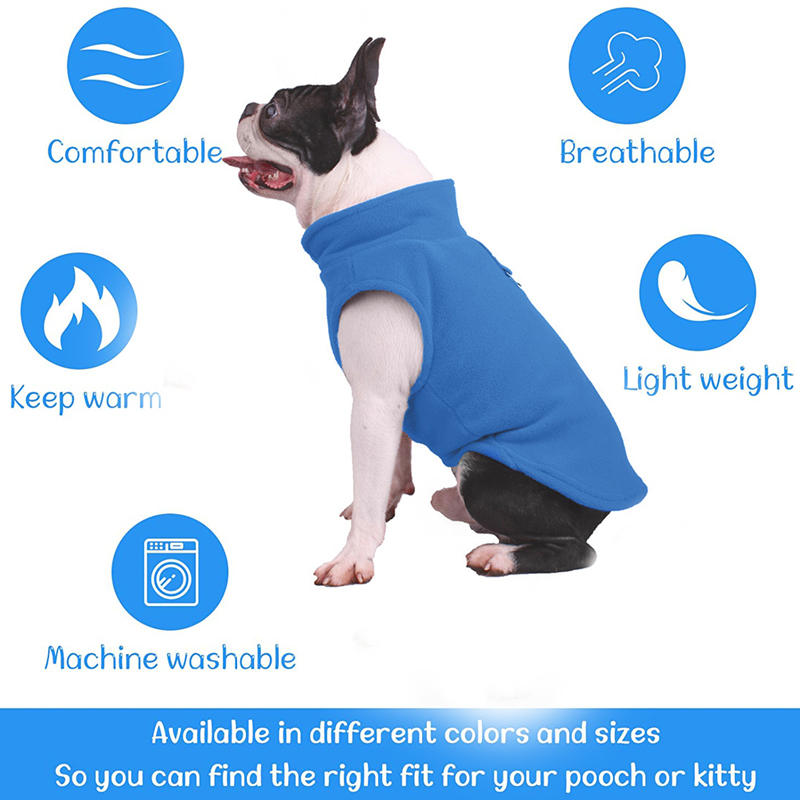 Comfortable
Breathable
Keep warm
Light weight
Machine washable
Available in different colors and sizes
So you can find the right fit for your pooch or kitty